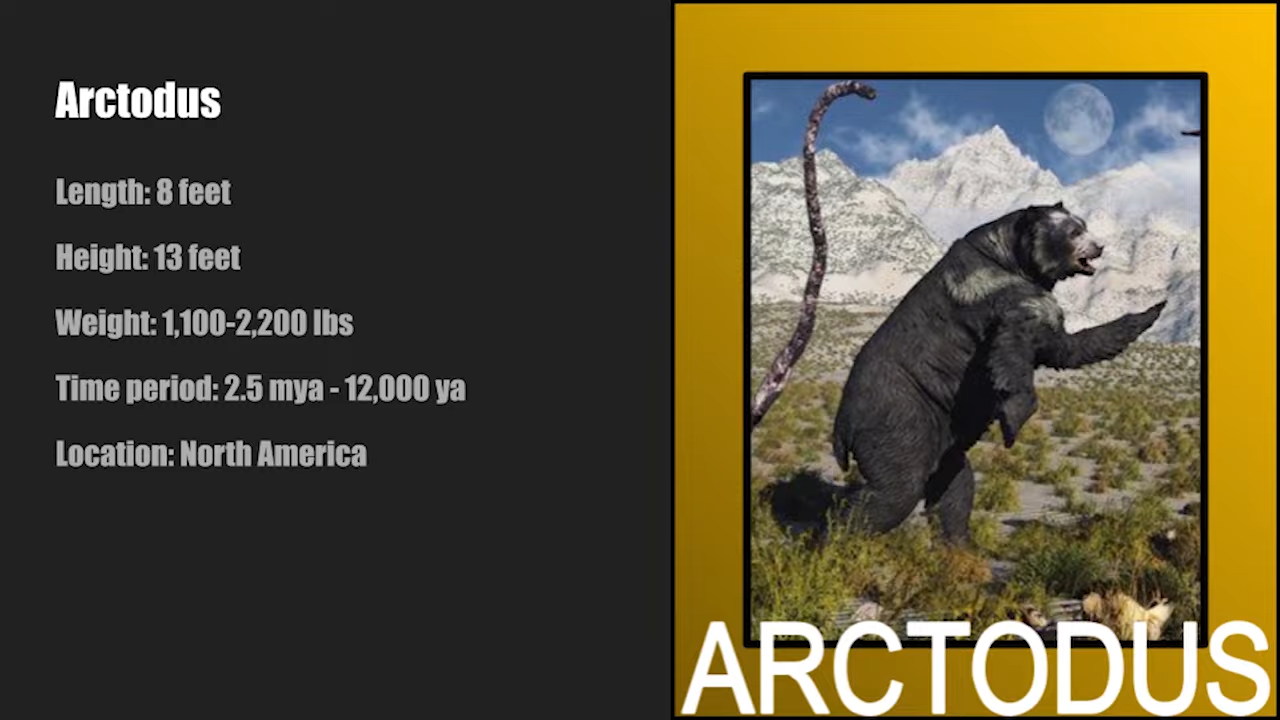 Arctodus
Length: 8 feet
Height: 13 feet
Weight: 1,100-2,200 lbs
Time period: 2.5 mya - 12,000 ya
Location: North America
ARCTODUS